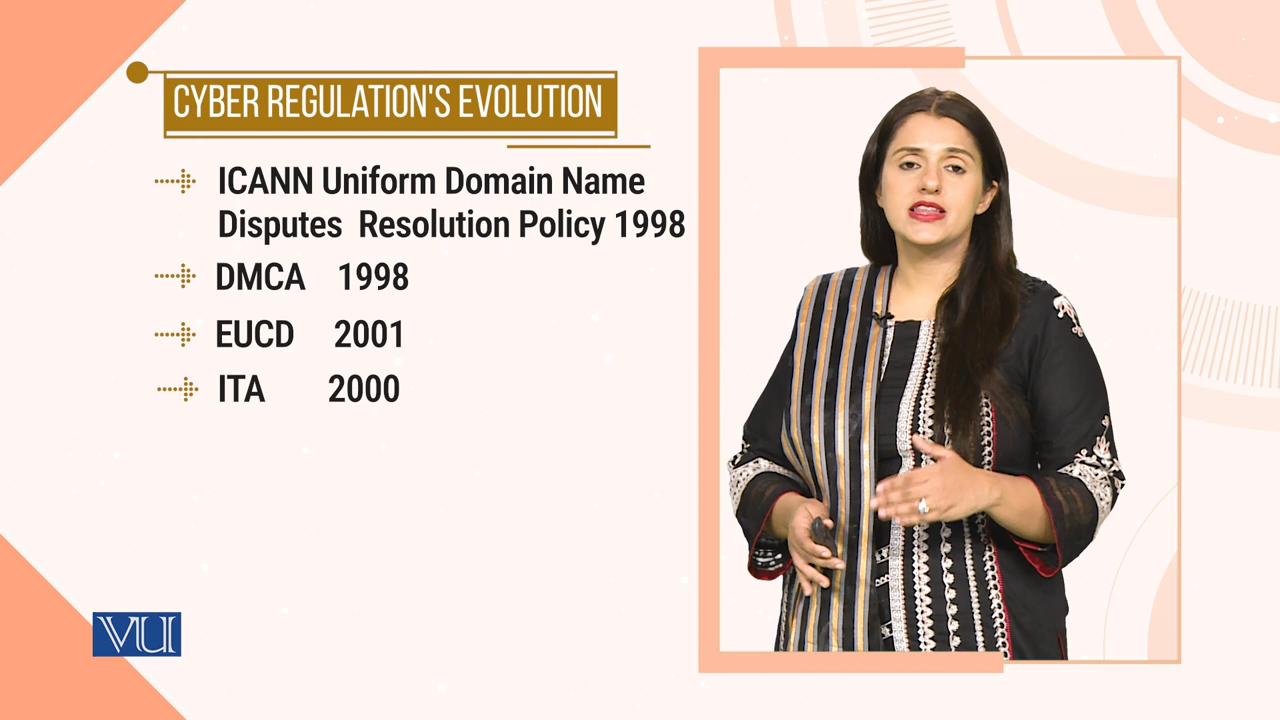 CYBER REGULATION'S EVOLUTION
ICANN Uniform Domain Name
Disputes Resolution Policy 1998
DMCA 1998
EUCD 2001
ITA 2000
VU